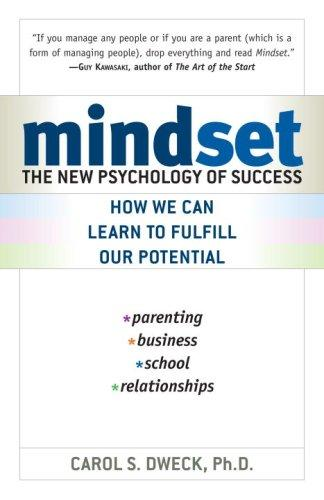 “If you manage any people or if you are a parent (which is a
form of managing people), drop everything and read Mindset.”
—GUY KAWASAKI, author of The Art of the Start
mindset
THE NEW PSYCHOLOGY OF SUCCESS
HOW WE CAN
LEARN TO FULFILL
OUR POTENTIAL
*parenting
*business
*school
*relationships
CAROL S. DWECK, Ph.D.